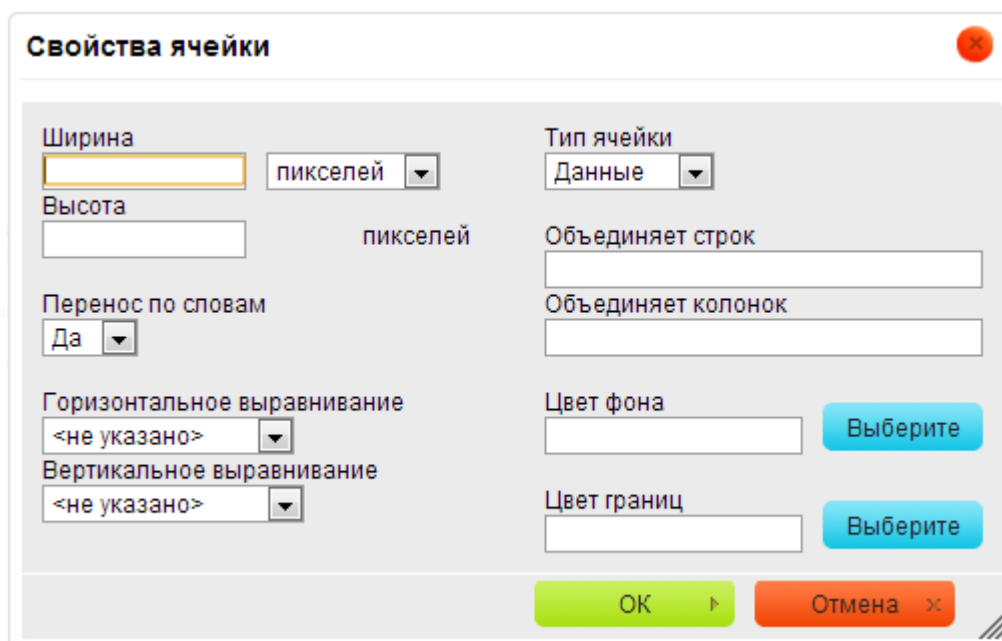 Свойства ячейки
Ширина
пикселей
Высота
пикселей
Перенос по словам
Да
Горизонтальное выравнивание
<не указано>
Вертикальное выравнивание
<не указано>
Тип ячейки
Данные
Объединяет строк
Объединяет колонок
Цвет фона
Выберите
Цвет границ
Выберите
ОК
Отмена